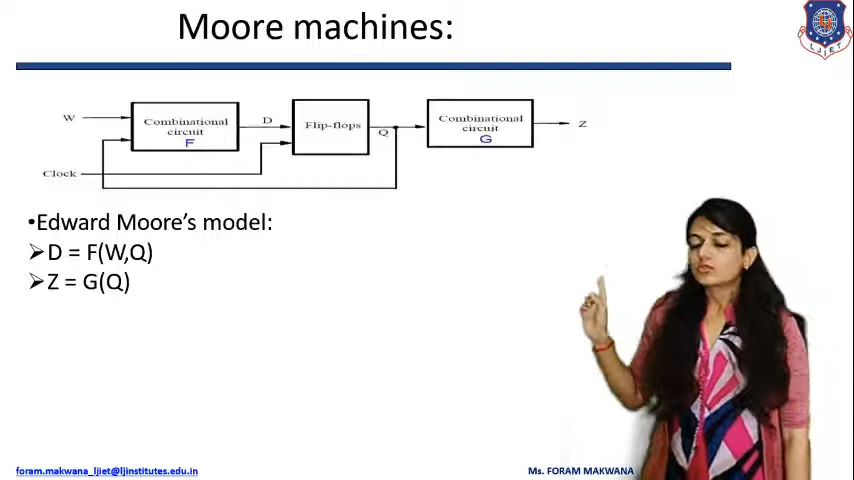 Moore machines:
LJIET
W
Combinational
circuit
F
D
Flip-flops
Q
Combinational
circuit
G
Z
Clock
•Edward Moore's model:
➢D = F(W,Q)
➢Z = G(Q)
foram.makwana_ljiet@ljinstitutes.edu.in
Ms. FORAM MAKWANA